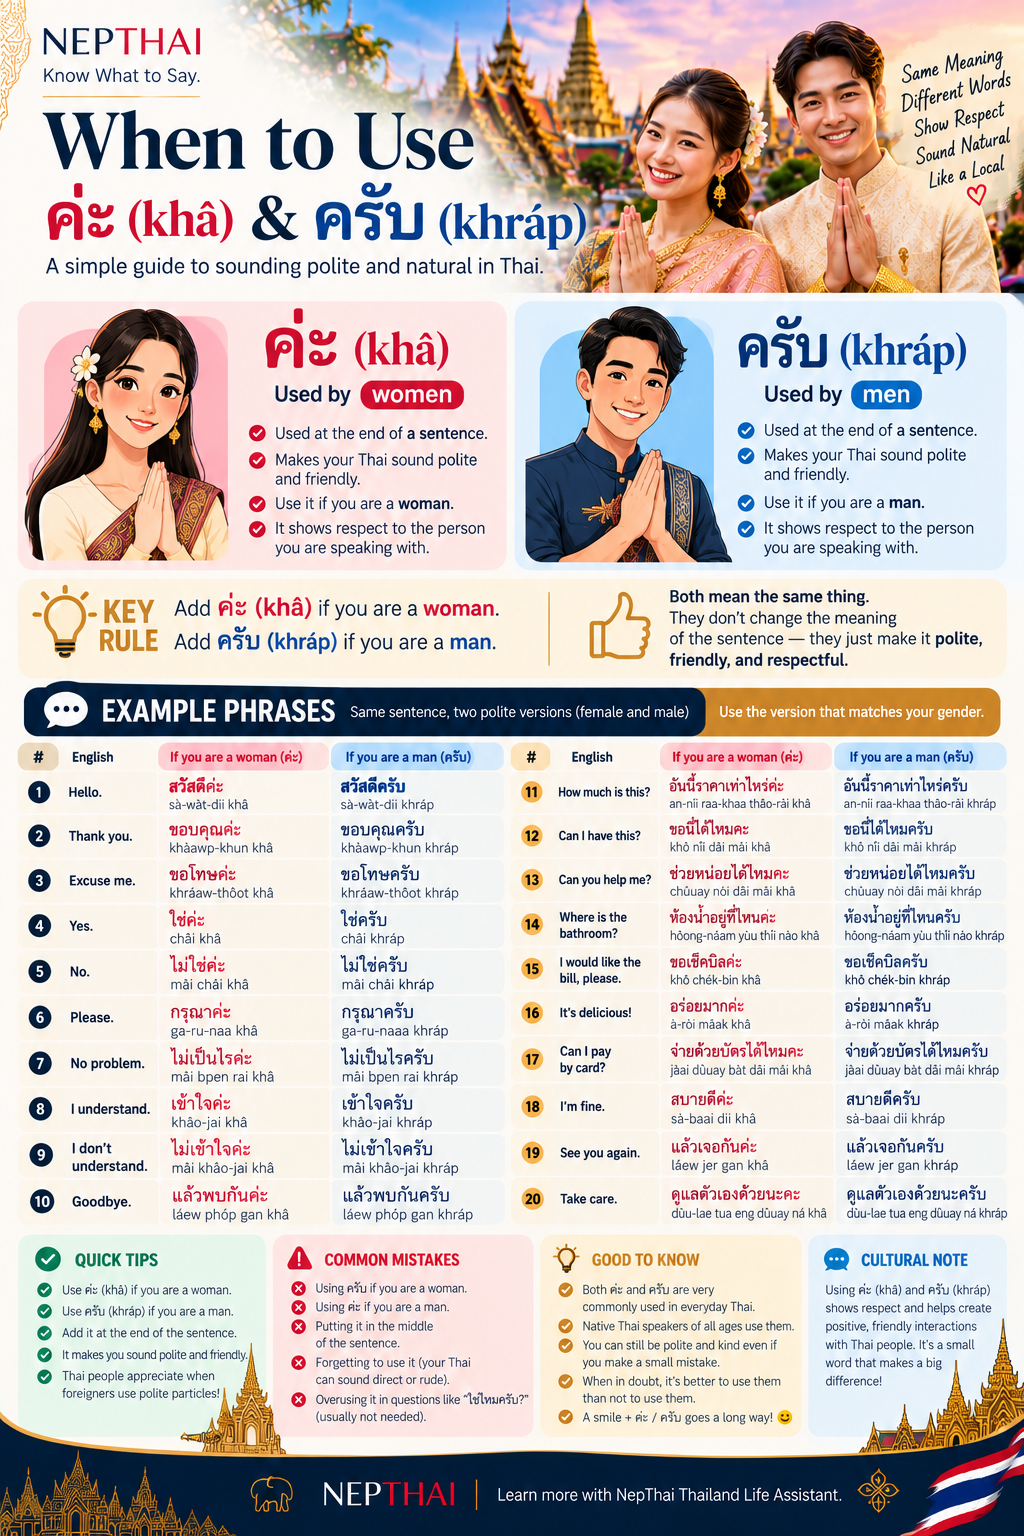 NEPTHAI
Know What to Say.
When to Use
ค่ะ (khâ) & ครับ (khráp)
A simple guide to sounding polite and natural in Thai.
Same Meaning
Different Words
Show Respect
Sound Natural
Like a Local
ค่ะ (khâ)
Used by women
Used at the end of a sentence.
Makes your Thai sound polite
and friendly.
Use it if you are a woman.
It shows respect to the person
you are speaking with.
ครับ (khráp)
Used by men
Used at the end of a sentence.
Makes your Thai sound polite
and friendly.
Use it if you are a man.
It shows respect to the person
you are speaking with.
KEY
RULE
Add ค่ะ (khâ) if you are a woman.
Add ครับ (khráp) if you are a man.
Both mean the same thing.
They don't change the meaning
of the sentence — they just make it polite,
friendly, and respectful.
EXAMPLE PHRASES Same sentence, two polite versions (female and male) Use the version that matches your gender.
# English If you are a woman (ค่ะ) If you are a man (ครับ)
1 Hello. สวัสดีค่ะ สวัสดีครับ
sà-wàt-dii khâ sà-wàt-dii khráp
2 Thank you. ขอบคุณค่ะ ขอบคุณครับ
khàawp-khun khâ khàawp-khun khráp
3 Excuse me. ขอโทษค่ะ ขอโทษครับ
khráaw-thôot khâ khráaw-thôot khráp
4 Yes. ใช่ค่ะ ใช่ครับ
châi khâ châi khráp
5 No. ไม่ใช่ค่ะ ไม่ใช่ครับ
mâi châi khâ mâi châi khráp
6 Please. กรุณาค่ะ กรุณาครับ
ga-ru-naa khâ ga-ru-naaa khráp
7 No problem. ไม่เป็นไรค่ะ ไม่เป็นไรครับ
mâi bpen rai khâ mâi bpen rai khráp
8 I understand. เข้าใจค่ะ เข้าใจครับ
khâo-jai khâ khâo-jai khráp
9 I don't
understand. ไม่เข้าใจค่ะ ไม่เข้าใจครับ
mâi khâo-jai khâ mâi khâo-jai khráp
10 Goodbye. แล้วพบกันค่ะ แล้วพบกันครับ
láew phóp gan khâ láew phóp gan khráp
# English If you are a woman (ค่ะ) If you are a man (ครับ)
11 How much is this? อันนี้ราคาเท่าไหร่ค่ะ อันนี้ราคาเท่าไหร่ครับ
an-níi raa-khaa thâo-rài khâ an-níi raa-khaa thâo-rài khráp
12 Can I have this? ขอนี่ได้ไหมคะ ขอนี่ได้ไหมครับ
khǒ nîi dâi mâi khâ khǒ nîi dâi mâi khráp
13 Can you help me? ช่วยหน่อยได้ไหมคะ ช่วยหน่อยได้ไหมครับ
chûuay nòi dâi mâi khâ chûuay nòi dâi mâi khráp
14 Where is the
bathroom? ห้องน้ำอยู่ที่ไหนคะ ห้องน้ำอยู่ที่ไหนครับ
hôong-náam yùu thîi nǎo khâ hôong-náam yùu thîi nào khráp
15 I would like the
bill, please. ขอเช็คบิลค่ะ ขอเช็คบิลครับ
khǒ chék-bin khâ khǒ chék-bin khráp
16 It's delicious! อร่อยมากค่ะ อร่อยมากครับ
à-ròi mâak khâ à-ròi mâak khráp
17 Can I pay
by card? จ่ายด้วยบัตรได้ไหมคะ จ่ายด้วยบัตรได้ไหมครับ
jàai dûuay bàt dâi mâi khâ jàai dûuay bàt dâi mâi khráp
18 I'm fine. สบายดีค่ะ สบายดีครับ
sà-baai dii khâ sà-baai dii khráp
19 See you again. แล้วเจอกันค่ะ แล้วเจอกันครับ
láew jer gan khâ láew jer gan khráp
20 Take care. ดูแลตัวเองด้วยนะคะ ดูแลตัวเองด้วยนะครับ
dùu-lae tua eng dûuay ná khâ dùu-lae tua eng dûuay ná khráp
QUICK TIPS
Use ค่ะ (khâ) if you are a woman.
Use ครับ (khráp) if you are a man.
Add it at the end of the sentence.
It makes you sound polite and friendly.
Thai people appreciate when
foreigners use polite particles!
COMMON MISTAKES
Using ครับ if you are a woman.
Using ค่ะ if you are a man.
Putting it in the middle
of the sentence.
Forgetting to use it (your Thai
can sound direct or rude).
Overusing it in questions like “ใช่ไหมครับ?”
(usually not needed).
GOOD TO KNOW
Both ค่ะ and ครับ are very
commonly used in everyday Thai.
Native Thai speakers of all ages use them.
You can still be polite and kind even if
you make a small mistake.
When in doubt, it's better to use them
than not to use them.
A smile + ค่ะ / ครับ goes a long way!
CULTURAL NOTE
Using ค่ะ (khâ) and ครับ (khráp)
shows respect and helps create
positive, friendly interactions
with Thai people. It's a small
word that makes a big
difference!
NEPTHAI
Learn more with NepThai Thailand Life Assistant.